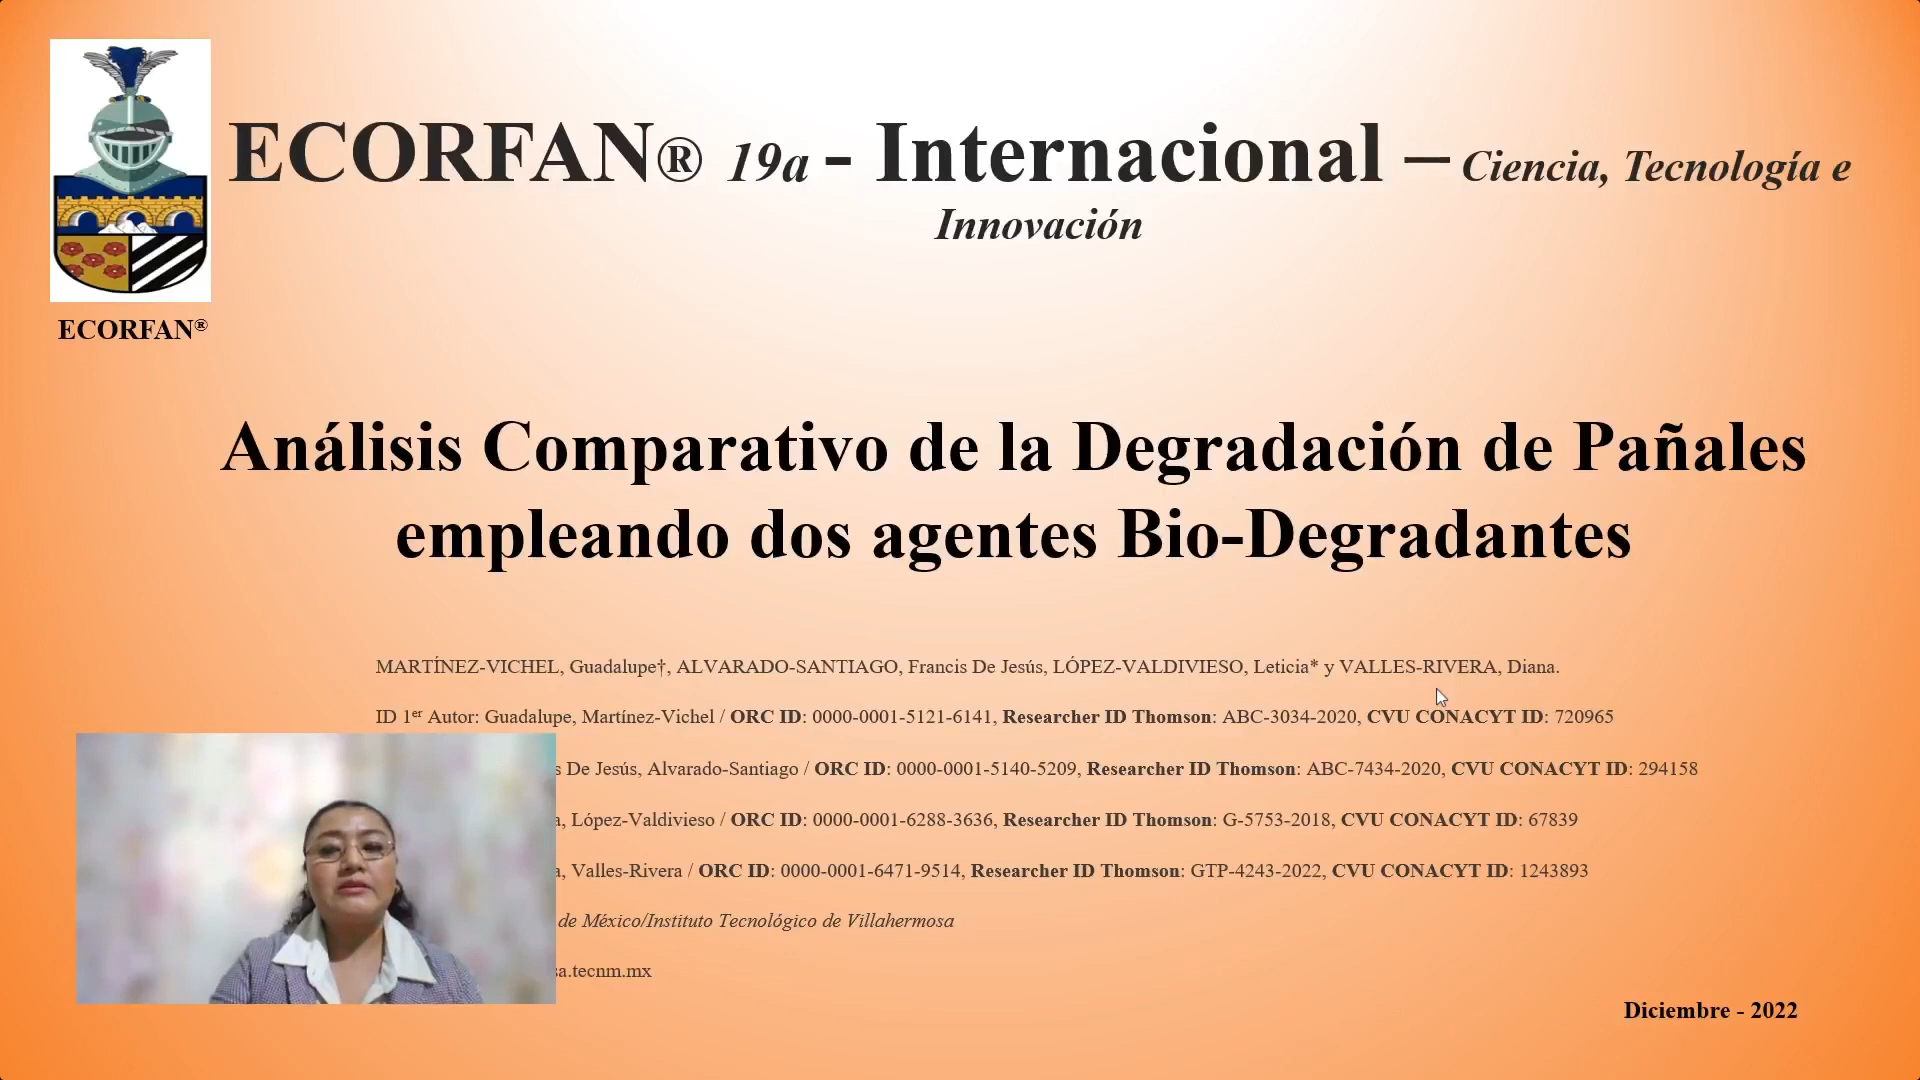 ECORFAN® 19a - Internacional – Ciencia, Tecnología e
Innovación
ECORFAN®
Análisis Comparativo de la Degradación de Pañales
empleando dos agentes Bio-Degradantes
MARTÍNEZ-VICHEL, Guadalupe†, ALVARADO-SANTIAGO, Francis De Jesús, LÓPEZ-VALDIVIESO, Leticia* y VALLES-RIVERA, Diana.
ID 1er Autor: Guadalupe, Martínez-Vichel / ORC ID: 0000-0001-5121-6141, Researcher ID Thomson: ABC-3034-2020, CVU CONACYT ID: 720965
s De Jesús, Alvarado-Santiago / ORC ID: 0000-0001-5140-5209, Researcher ID Thomson: ABC-7434-2020, CVU CONACYT ID: 294158
a, López-Valdivieso / ORC ID: 0000-0001-6288-3636, Researcher ID Thomson: G-5753-2018, CVU CONACYT ID: 67839
a, Valles-Rivera / ORC ID: 0000-0001-6471-9514, Researcher ID Thomson: GTP-4243-2022, CVU CONACYT ID: 1243893
de México/Instituto Tecnológico de Villahermosa
sa.tecnm.mx
Diciembre - 2022